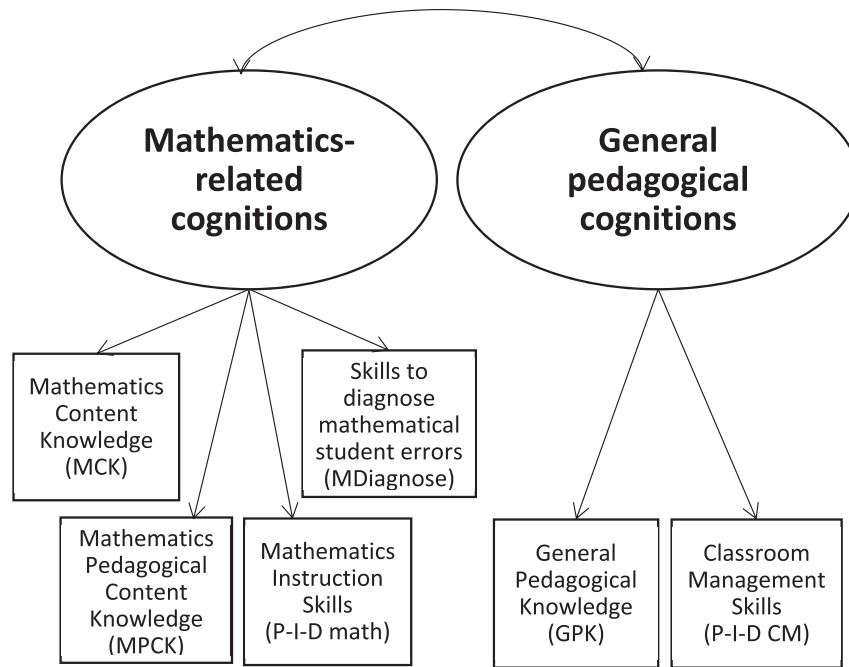 Mathematics-
related
cognitions
General
pedagogical
cognitions
Mathematics
Content
Knowledge
(MCK)
Skills to
diagnose
mathematical
student errors
(MDiagnose)
Mathematics
Pedagogical
Content
Knowledge
(MPCK)
Mathematics
Instruction
Skills
(P-I-D math)
General
Pedagogical
Knowledge
(GPK)
Classroom
Management
Skills
(P-I-D CM)